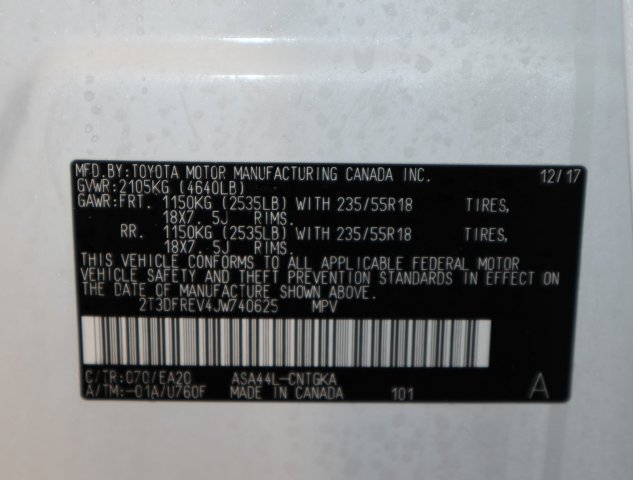 MFD.BY:TOYOTA MOTOR MANUFACTURING CANADA INC. 12/17
GVWR:2105KG (4640LB)
GAWR:FRT. 1150KG (2535LB) WITH 235/55R18 TIRES,
18X7. 5J RIMS.
RR. 1150KG (2535LB) WITH 235/55R18 TIRES,
18X7. 5J RIMS.
THIS VEHICLE CONFORMS TO ALL APPLICABLE FEDERAL MOTOR
VEHICLE SAFETY AND THEFT PREVENTION STANDARDS IN EFFECT ON
THE DATE OF MANUFACTURE SHOWN ABOVE.
2T3DFREV4JW740625 MPV
C/TR:070/EA20 ASA44L-CNTGKA
A/TM:-01A/U760F MADE IN CANADA 101 A